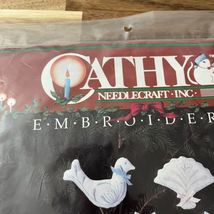 CATHY
NEEDLECRAFT · INC ·
E·M·B·R·O·I·D·E·R